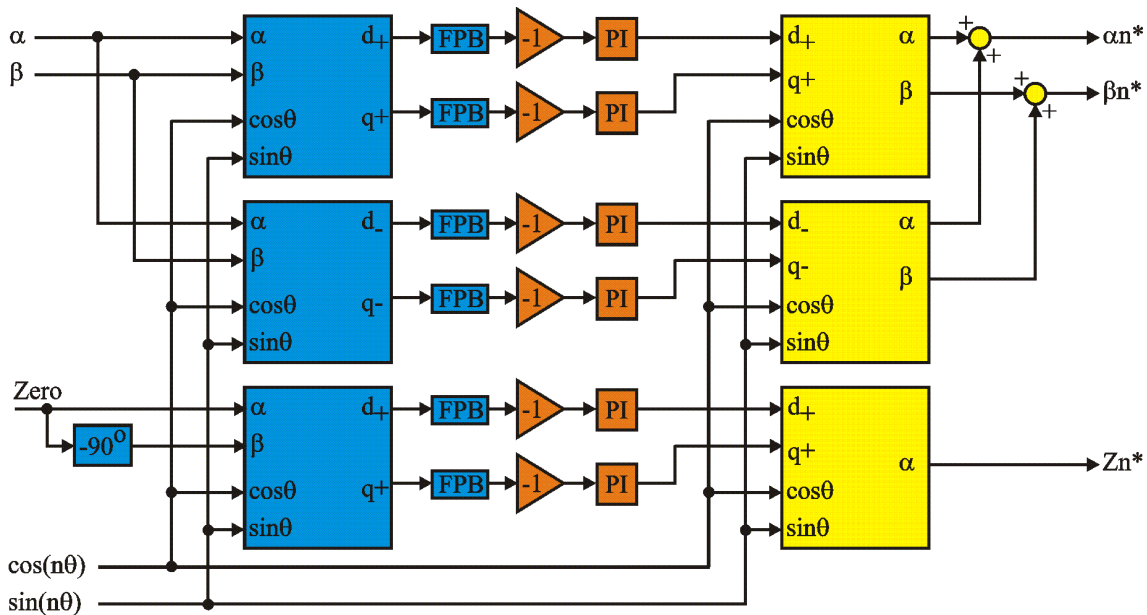 α α d+ FPB -1 PI d+ α + + αn*
β β q+ FPB -1 PI q+ β + + βn*
cosθ cosθ
sinθ sinθ
α d- FPB -1 PI d- α
β q- FPB -1 PI q- β
cosθ cosθ
sinθ sinθ
Zero α d+ FPB -1 PI d+
-90° β q+ FPB -1 PI q+ α Zn*
cosθ cosθ
sinθ sinθ
cos(nθ)
sin(nθ)